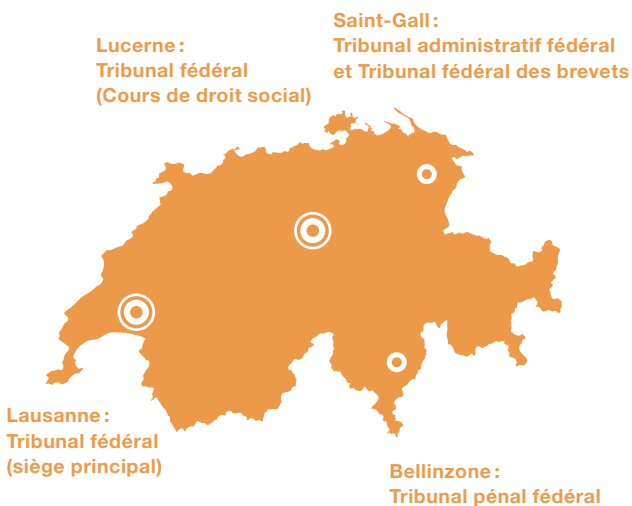 Saint-Gall :
Tribunal administratif fédéral
et Tribunal fédéral des brevets
Lucerne :
Tribunal fédéral
(Cours de droit social)
Lausanne :
Tribunal fédéral
(siège principal)
Bellinzone :
Tribunal pénal fédéral